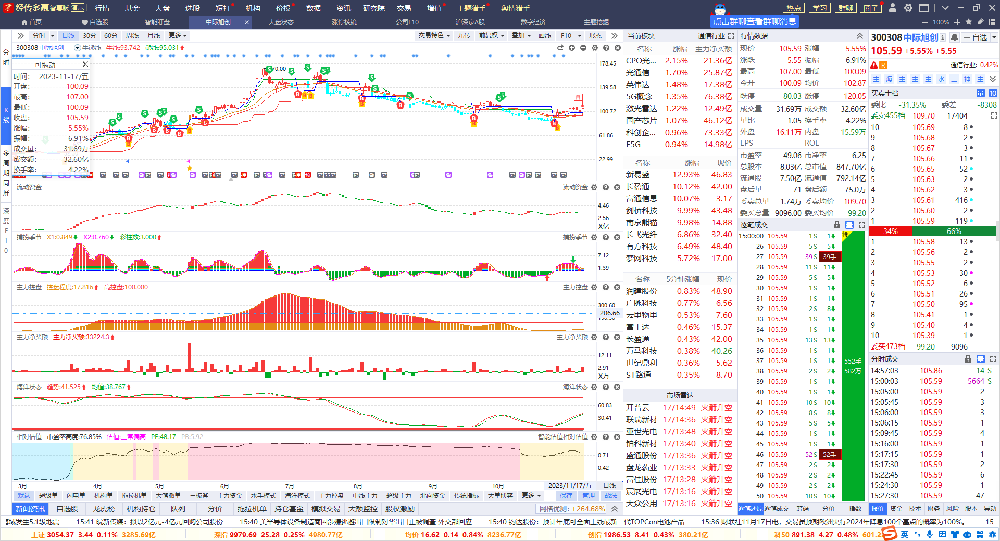 经传多赢 智尊版 演示 行情 基金 大盘 选股 短打 机构 价投 数据 资讯 研究院 交易 增值 主题猎手 舆情猎手 热点 学习 群聊 圈子
首页 自选股 智能盯盘 中际旭创 大盘状态 涨停棱镜 公司F10 沪深京A股 数字经济 主题挖掘 点击群聊查看群聊消息 100%
分时 日线 30分 60分 周线 月线 更多 交易特色 九转 前复权 叠加 画线 F10 形态
300308 中际旭创 牛熊线 牛线:93.742 熊线:95.031
分时
K线
多周期同屏
深度F10
可拖动
时间: 2023-11-17/五
开盘: 100.09
最高: 107.00
最低: 100.09
收盘: 105.59
涨幅: 5.55%
振幅: 6.91%
成交量: 31.69万
成交额: 32.60亿
换手率: 4.22%
178.45
139.58
100.72
61.86
22.99
流动资金 流动资金
4.46
2.56
X亿
捕捞季节 X1:0.849 X2:0.760 彩柱数:3.000 捕捞季节
7.12
1.39
主力控盘 控盘程度:17.816 高控盘:100.000 主力控盘
300.60
206.66
主力净买额 主力净买额:33224.3 主力净买额
12.11
2.91
X万
海洋状态 趋势:41.525 均值:38.767 海洋状态
60.83
30.41
相对估值 市盈率高度:76.85% 估值:正常偏高 PE:48.17 PB:5.92 智能估值相对估值
0.71
0.42
3月 4月 5月 6月 7月 8月 9月 10月 2023/11/17/五 日线
默认 超级单 闪电单 机构单 拖拉机单 大笔撤单 三板斧 主力资金 水手模式 海洋模式 主力控盘 中线主力 超级主力 北向资金 传统指标 大单博弈 更多 保存 管理 战法
新闻资讯 自选股 龙虎榜 机构持仓 队列 分价 拖拉机单 持仓基金 模拟交易 大额监控 股权激励 网格优测: +264.68%
当前板块 通信行业
名称 涨幅 主力净买额
CPO光... 2.15% 21.36亿
光通信 1.70% 25.87亿
英伟达 1.48% 17.38亿
5G概念 1.35% 76.38亿
激光雷达 1.22% 12.49亿
国产芯片 1.07% 46.12亿
科创企... 0.96% 73.33亿
F5G 0.94% 14.98亿
名称 涨幅 现价
新易盛 12.93% 46.83
长盈通 10.12% 42.00
富通信息 10.07% 3.17
剑桥科技 9.99% 43.48
南京熊猫 9.98% 14.88
长飞光纤 6.86% 32.40
有方科技 6.49% 48.40
梦网科技 5.72% 17.00
名称 5分钟涨幅 现价
润建股份 0.83% 48.90
广脉科技 0.77% 6.56
云里物里 0.53% 7.60
富士达 0.46% 15.37
长盈通 0.43% 42.00
万马科技 0.38% 40.26
世纪鼎利 0.36% 5.62
ST路通 0.35% 8.70
市场雷达
开普云 17/14:49 火箭升空
联瑞新材 17/14:36 火箭升空
亚世光电 17/13:48 火箭升空
铂科新材 17/13:40 火箭升空
盛通股份 17/13:36 火箭升空
盘龙药业 17/13:33 火箭升空
富佳股份 17/13:28 火箭升空
宸展光电 17/13:16 火箭升空
大众公用 17/13:16 火箭升空
行情数据
现价 105.59 涨幅 5.55%
涨跌 5.55 振幅 6.91%
最高 107.00 最低 100.09
今开 100.09 均价 102.87
跌停 80.03 涨停 120.05
成交量 31.69万 成交额 32.60亿
量比 1.05 换手率 4.22%
外盘 16.11万 内盘 15.59万
EPS ROE
市盈率 49.06 市净率 6.25
总股本 8.03亿 总市值 847.70亿
流通股 7.50亿 流通值 792.14亿
盘后量 71 盘后额 75.0万
委卖总量 1.74万 委卖均价 109.70
委买总量 9096.00 委买均价 99.20
逐笔成交 量
15:00:00 105.59 1 S 1 特
26 105.59 5 S 5
27 105.59 39 S 39手
28 105.59 11 S 11
29 105.59 5 S 5
30 105.59 1 S 1
31 105.59 1 S 1
32 105.59 2 S 8
33 105.59 1 S 1
34 105.59 1 S 1
35 105.59 13 S 13
36 105.59 1 S 1
37 105.59 1 S 1 552手
38 105.59 2 S 2 582万
39 105.59 1 S 1
40 105.59 1 S 1
41 105.59 10 S 10
42 105.59 8 S 8
43 105.59 5 S 5
44 105.59 1 S 1
45 105.59 1 S 1
46 105.59 52 S 52手
47 105.59 2 S 2
48 105.59 2 S 2
49 105.59 2 S 2
50 105.59 10 S 10
逐笔还原 逐笔成交 筹码 分价 指数
300308 中际旭创 自选
105.59 +5.55% +5.55
R 通信行业: 0.42%
主 海 主 主 主 水 三 神 主
买卖十档 量 10
委比 -31.35% 委差 -8308
委卖455档 109.70 17404
10 105.69 8
9 105.68 2
8 105.67 3
7 105.66 11
6 105.65 52
5 105.63 2
4 105.62 3
3 105.61 416
2 105.60 2
1 105.59 119
34% 66%
1 105.58 13
2 105.56 2
3 105.55 2
4 105.53 30
5 105.52 6
6 105.51 26
7 105.50 95
8 105.41 1
9 105.40 4
10 105.39 1
委买473档 99.20 9096
分时成交 量
14:57:03 105.86 14 S
15:00:03 105.59 5664 S
15:05:00 105.59 2
15:05:45 105.59 3
15:06:00 105.59 3
15:06:15 105.59 1
15:09:45 105.59 4
15:16:00 105.59 1
15:17:15 105.59 1
15:17:30 105.59 2
15:22:45 105.59 6
15:24:30 105.59 1
15:27:30 105.59 47
报价 资金 技术 财务 风险 股本 异动
域发生5.1级地震 15:41 皖新传媒：拟以2亿元-4亿元回购公司股份 15:40 美半导体设备制造商因涉嫌逃避出口限制对华出口正被调查 外交部回应 15:40 钧达股份：预计年底可全面上线最新一代TOPCon电池产品 15:36 财联社11月17日电，交易员预期欧洲央行2024年降息100个基点的概率为100%。 15
上证 3054.37 3.44 0.11% 3285.69亿 深指 9979.69 25.28 0.25% 4980.77亿 均价 16.62 0.14 0.84% 8236.77亿 创指 1986.53 8.41 0.43% 380.21亿 科50 891.38 4.27 0.48% 601.2 英